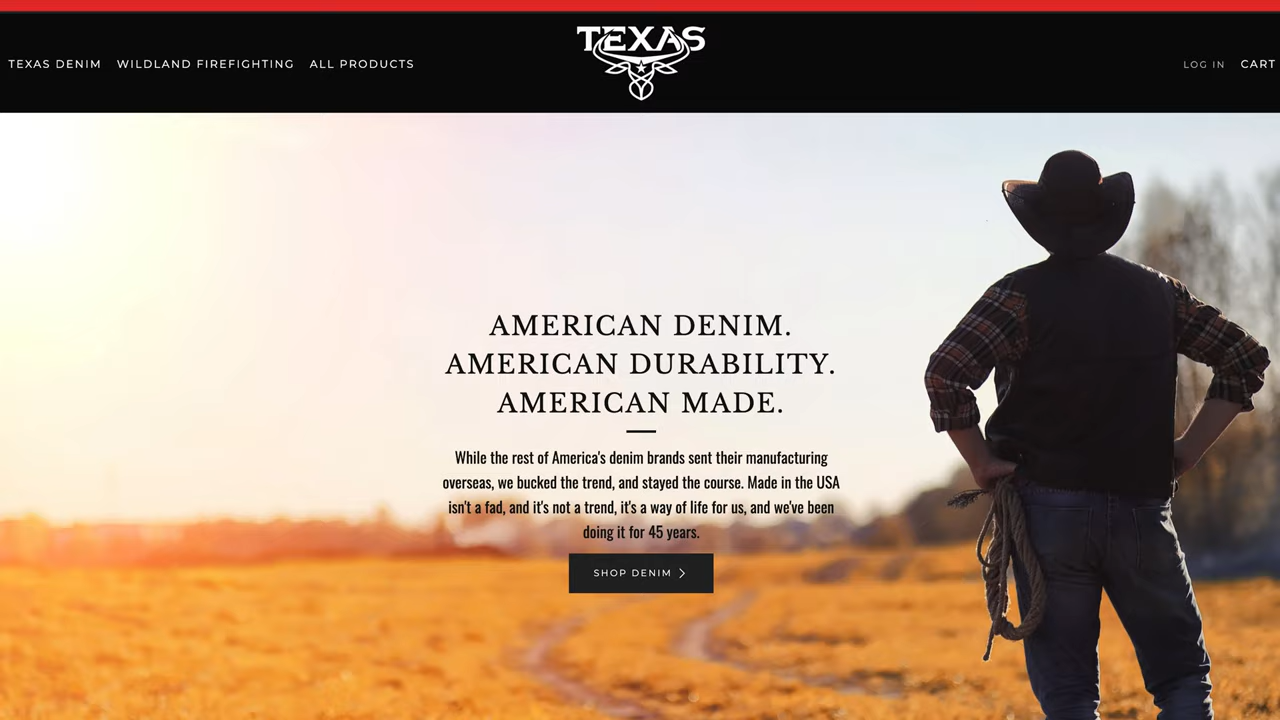 TEXAS
TEXAS DENIM WILDLAND FIREFIGHTING ALL PRODUCTS
LOG IN CART
AMERICAN DENIM.
AMERICAN DURABILITY.
AMERICAN MADE.
While the rest of America's denim brands sent their manufacturing
overseas, we bucked the trend, and stayed the course. Made in the USA
isn't a fad, and it's not a trend, it's a way of life for us, and we've been
doing it for 45 years.
SHOP DENIM